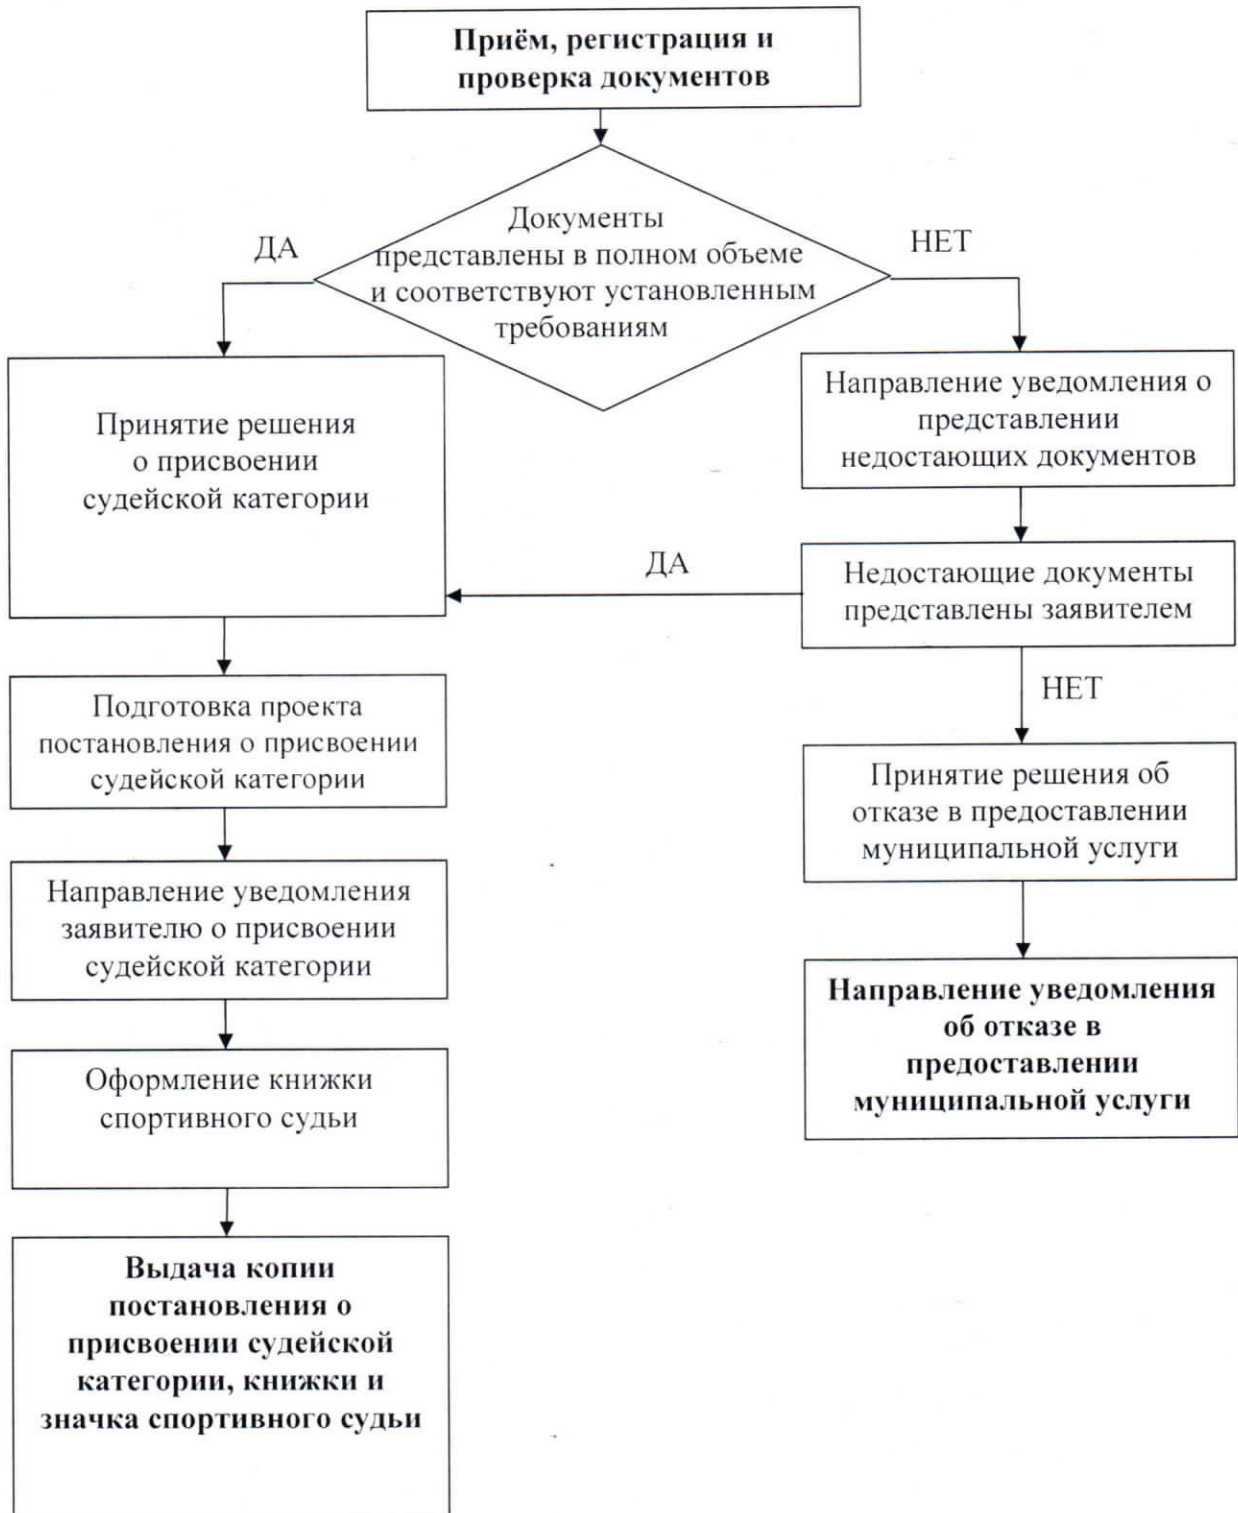 Приём, регистрация и
проверка документов
Документы
представлены в полном объеме
и соответствуют установленным
требованиям
ДА
НЕТ
Принятие решения
о присвоении
судейской категории
Направление уведомления о
представлении
недостающих документов
ДА
Недостающие документы
представлены заявителем
НЕТ
Подготовка проекта
постановления о присвоении
судейской категории
Принятие решения об
отказе в предоставлении
муниципальной услуги
Направление уведомления
заявителю о присвоении
судейской категории
Направление уведомления
об отказе в
предоставлении
муниципальной услуги
Оформление книжки
спортивного судьи
Выдача копии
постановления о
присвоении судейской
категории, книжки и
значка спортивного судьи